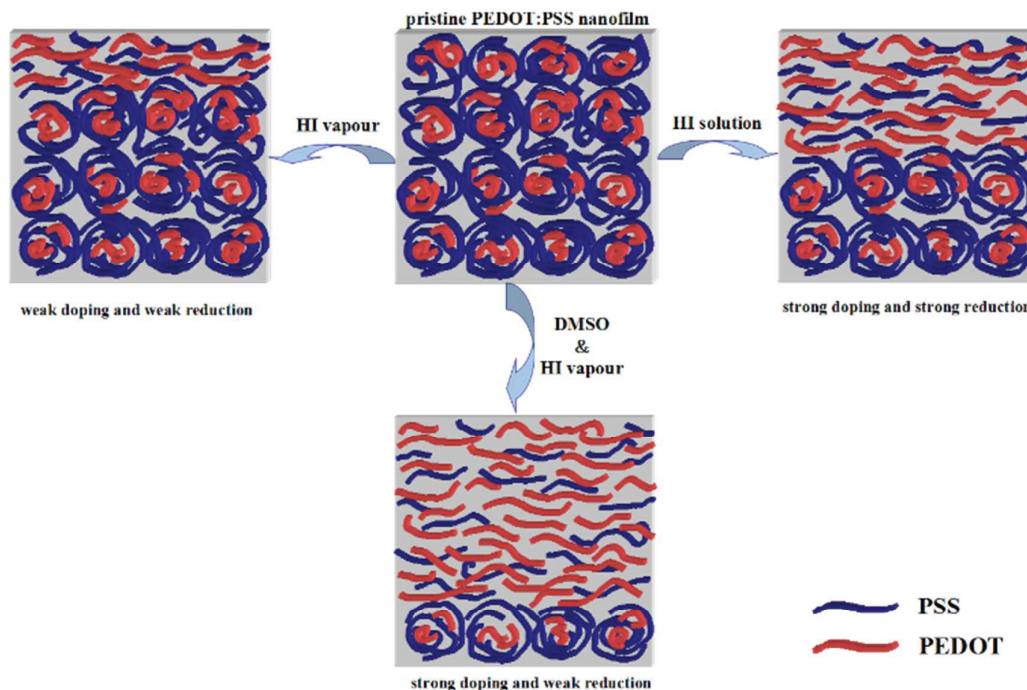 pristine PEDOT:PSS nanofilm
HI vapour
III solution
weak doping and weak reduction
strong doping and strong reduction
DMSO
&
HI vapour
PSS
PEDOT
strong doping and weak reduction